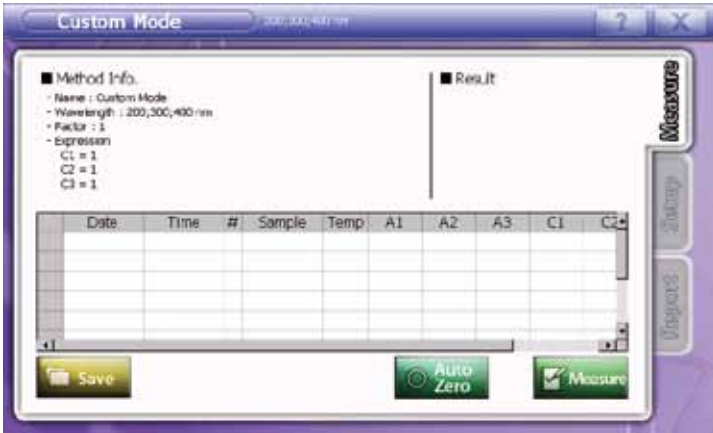 Custom Mode 200,300,400 nm ? X
■ Method Info.
- Name : Custom Mode
- Wavelength : 200,300,400 nm
- Factor : 1
- Expression
C1 = 1
C2 = 1
C3 = 1
■ Result
Measure
Setup
Report
Date Time # Sample Temp A1 A2 A3 C1 C2
Save
Auto Zero
Measure